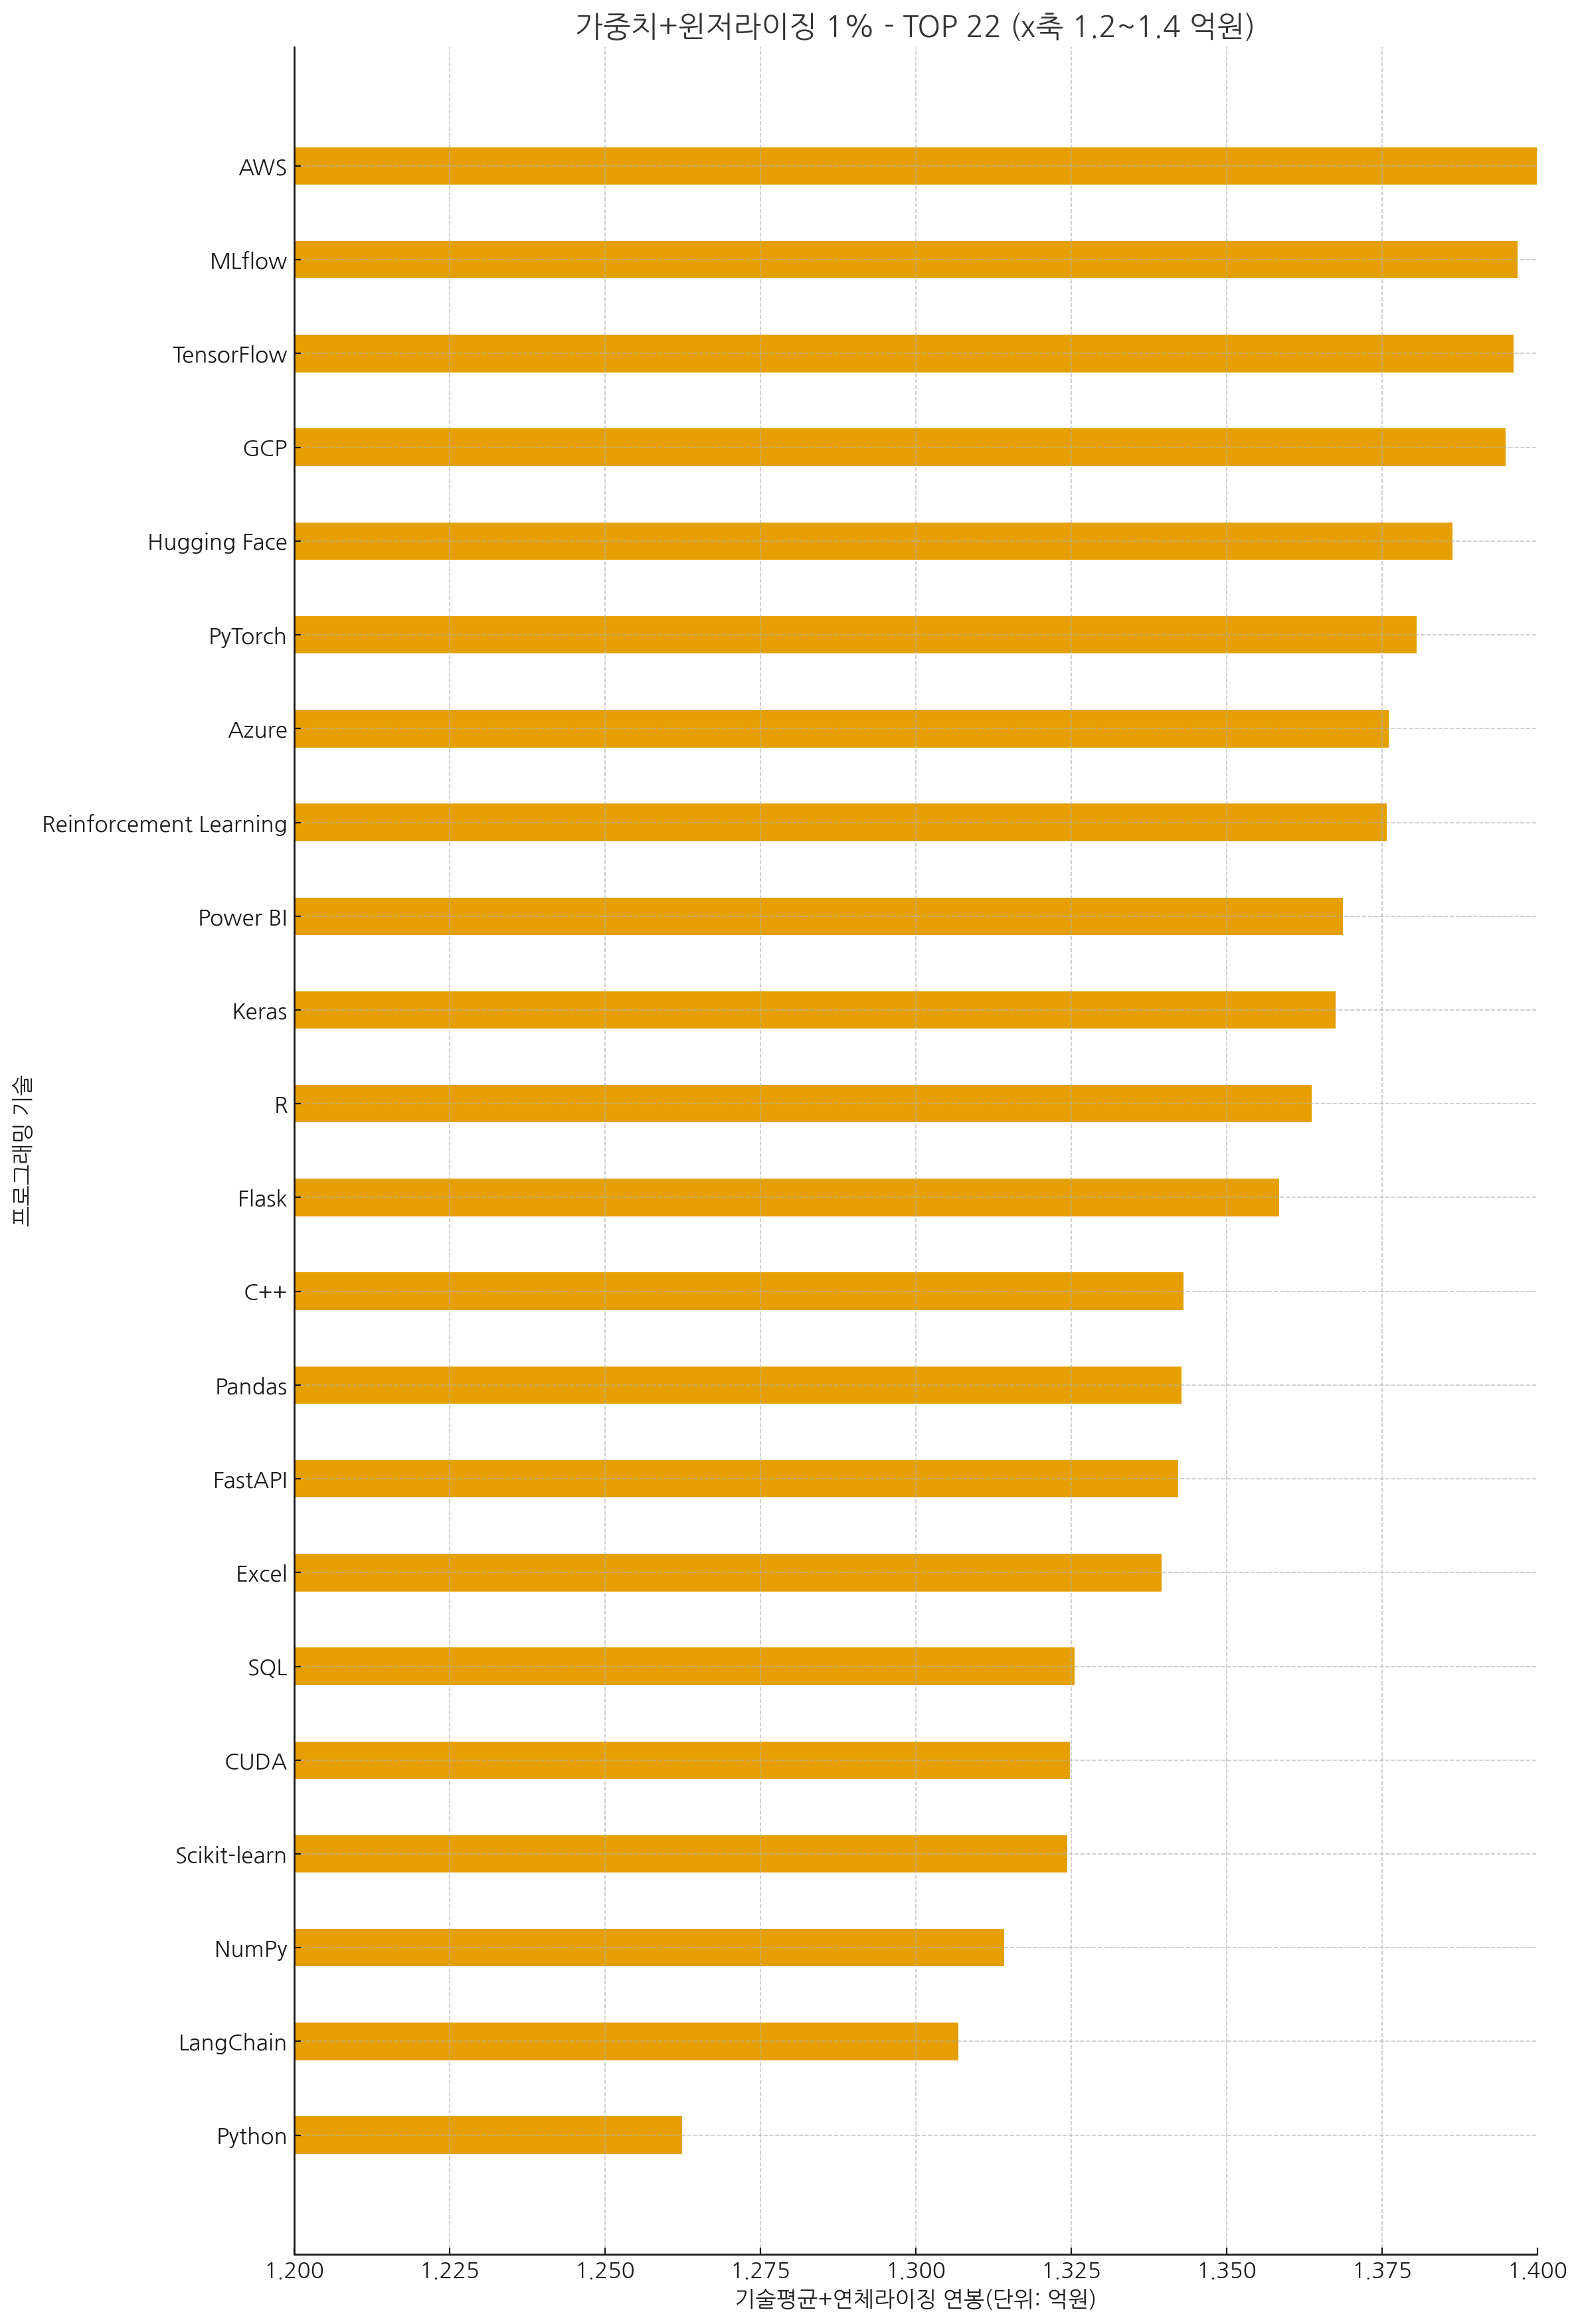 가중치+윈저라이징 1% - TOP 22 (x축 1.2~1.4 억원)
AWS
MLflow
TensorFlow
GCP
Hugging Face
PyTorch
Azure
Reinforcement Learning
Power BI
Keras
R
Flask
C++
Pandas
FastAPI
Excel
SQL
CUDA
Scikit-learn
NumPy
LangChain
Python
프로그래밍 기술
1.200 1.225 1.250 1.275 1.300 1.325 1.350 1.375 1.400
기술평균+연체라이징 연봉(단위: 억원)